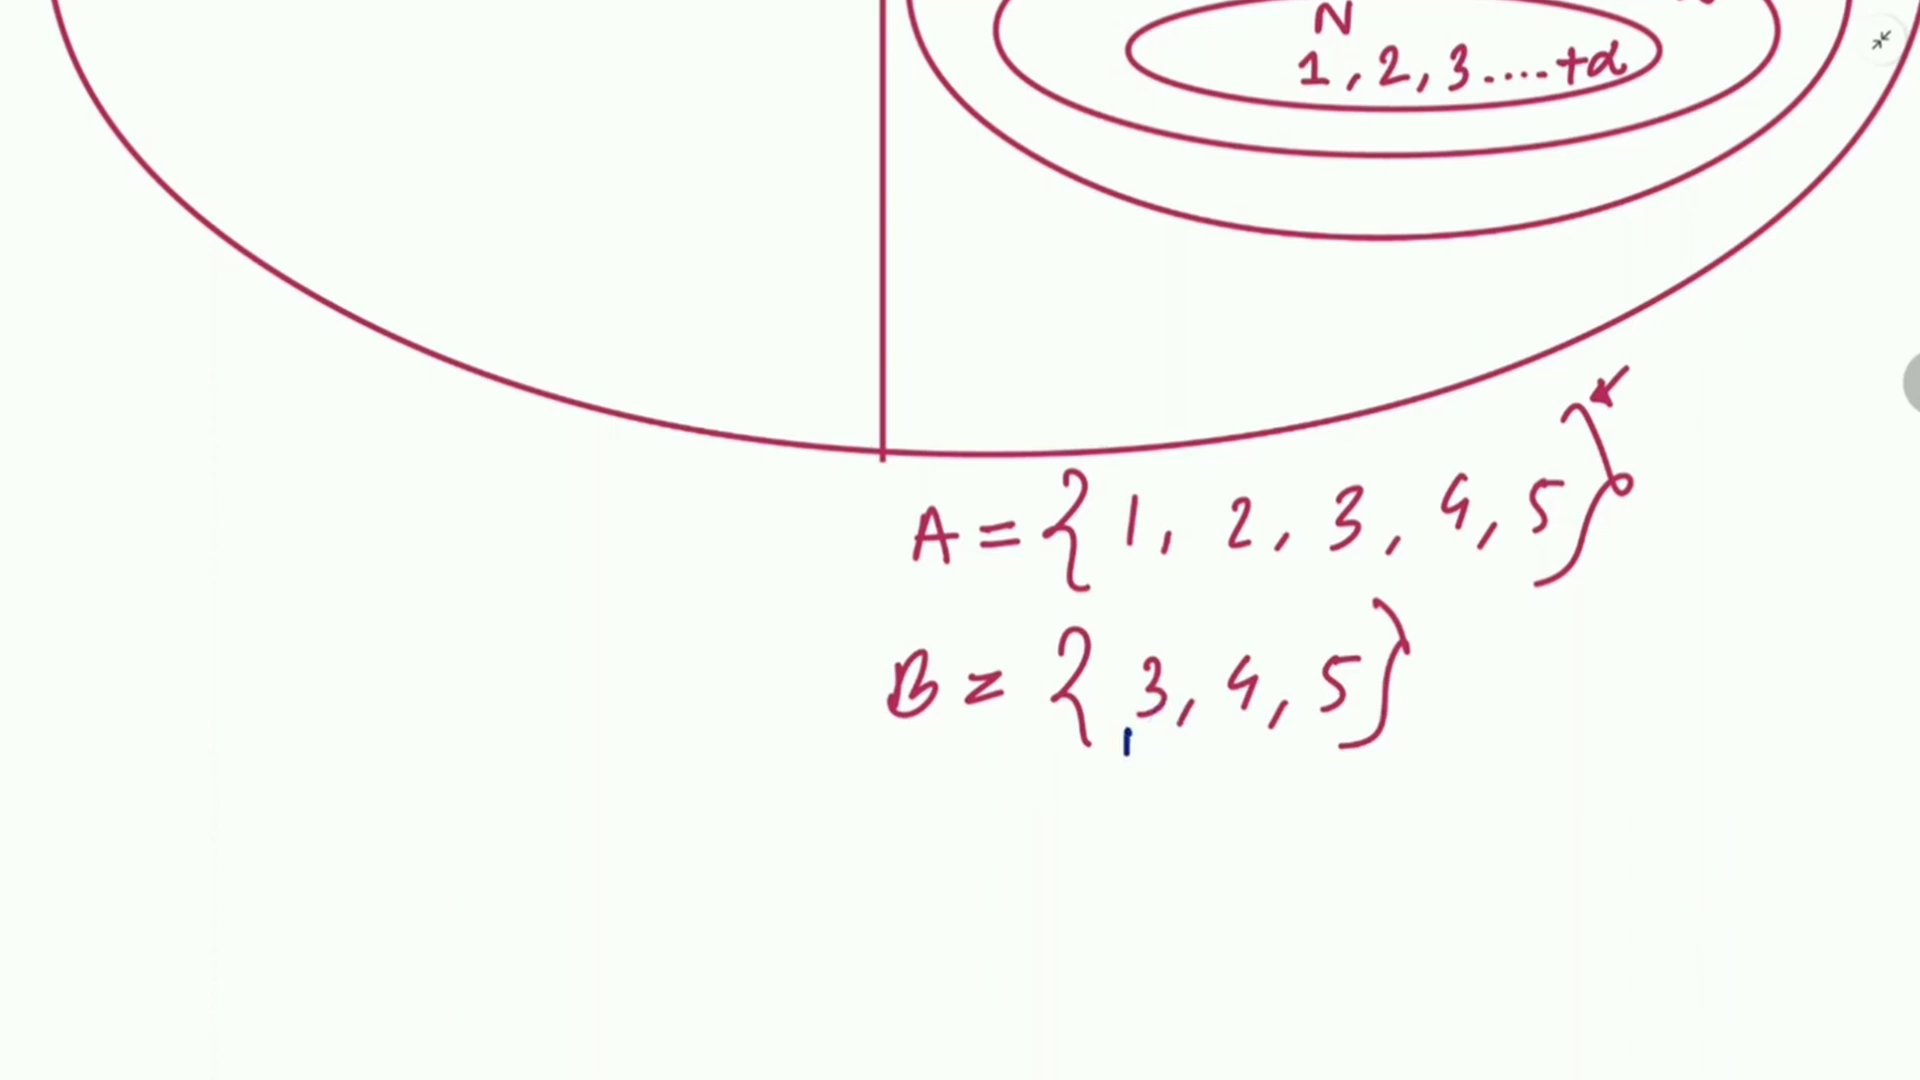 N
1, 2, 3.....+α
A = { 1, 2, 3, 4, 5 }
B = { 3, 4, 5 }